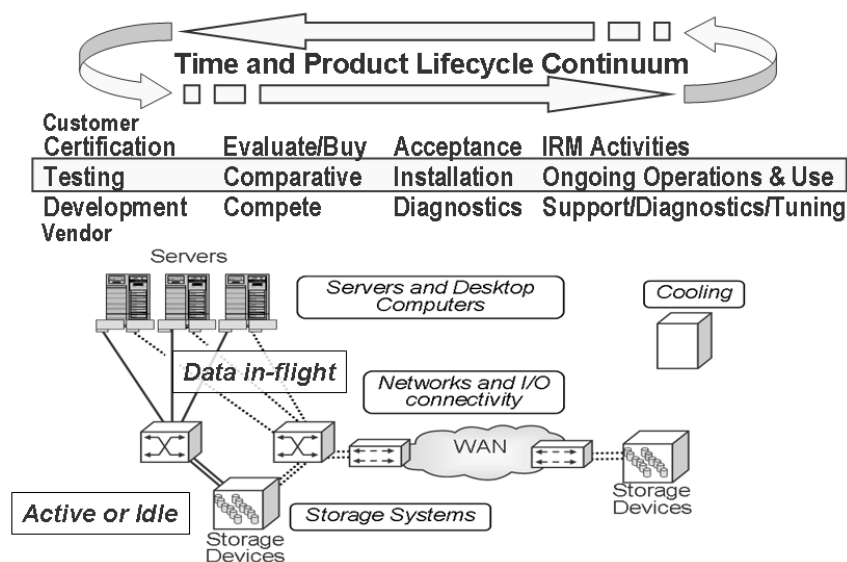 Time and Product Lifecycle Continuum
Customer
Certification Evaluate/Buy Acceptance IRM Activities
Testing Comparative Installation Ongoing Operations & Use
Development Compete Diagnostics Support/Diagnostics/Tuning
Vendor
Servers
Servers and Desktop
Computers
Cooling
Data in-flight
Networks and I/O
connectivity
WAN
Active or Idle
Storage Systems
Storage
Devices
Storage
Devices